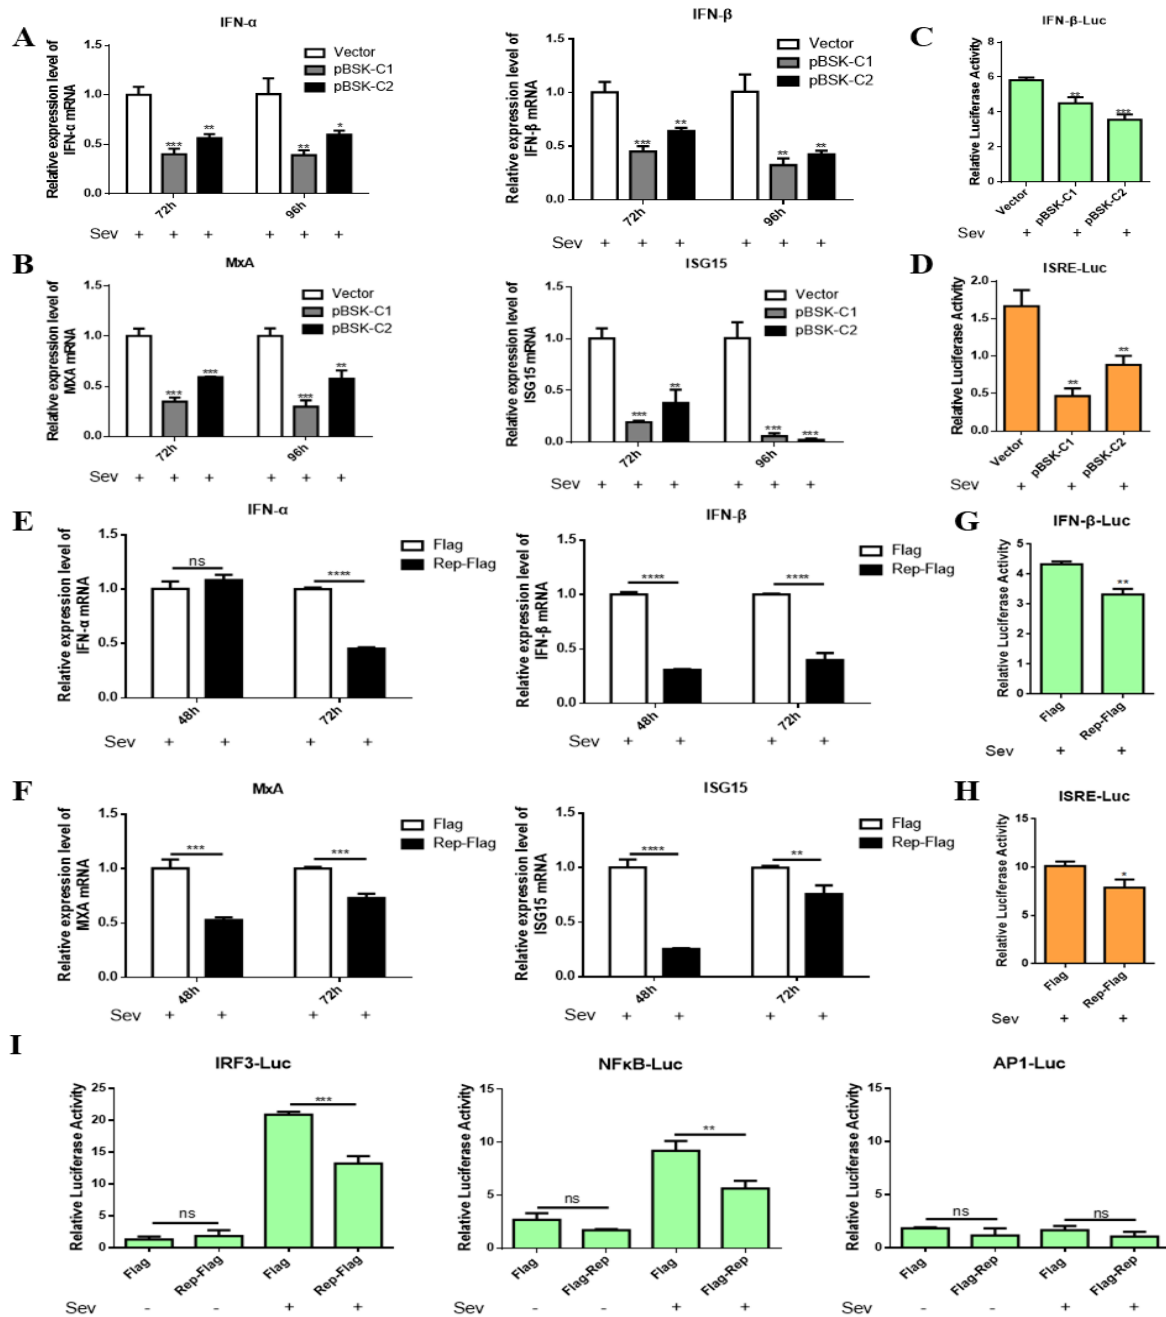 A
IFN-α
Relative expression level of
IFN-α mRNA
1.5
1.0
0.5
0.0
Vector
pBSK-C1
pBSK-C2
***
**
**
*
72h
96h
Sev + + + + + +
IFN-β
Relative expression level of
IFN-β mRNA
1.5
1.0
0.5
0.0
Vector
pBSK-C1
pBSK-C2
***
**
**
**
72h
96h
Sev + + + + + +
C
IFN-β-Luc
Relative Luciferase Activity
8
6
4
2
0
**
***
Vector
pBSK-C1
pBSK-C2
Sev + + +
B
MxA
Relative expression level of
MXA mRNA
1.5
1.0
0.5
0.0
Vector
pBSK-C1
pBSK-C2
***
***
***
**
72h
96h
Sev + + + + + +
ISG15
Relative expression level of
ISG15 mRNA
1.5
1.0
0.5
0.0
Vector
pBSK-C1
pBSK-C2
***
**
***
***
72h
96h
Sev + + + + + +
D
ISRE-Luc
Relative Luciferase Activity
2.0
1.5
1.0
0.5
0.0
**
**
Vector
pBSK-C1
pBSK-C2
Sev + + +
E
IFN-α
Relative expression level of
IFN-α mRNA
1.5
1.0
0.5
0.0
Flag
Rep-Flag
ns
****
48h
72h
Sev + + + +
IFN-β
Relative expression level of
IFN-β mRNA
1.5
1.0
0.5
0.0
Flag
Rep-Flag
****
****
48h
72h
Sev + + + +
G
IFN-β-Luc
Relative Luciferase Activity
5
4
3
2
1
0
**
Flag
Rep-Flag
Sev + +
F
MxA
Relative expression level of
MXA mRNA
1.5
1.0
0.5
0.0
Flag
Rep-Flag
***
***
48h
72h
Sev + + + +
ISG15
Relative expression level of
ISG15 mRNA
1.5
1.0
0.5
0.0
Flag
Rep-Flag
****
**
48h
72h
Sev + + + +
H
ISRE-Luc
Relative Luciferase Activity
15
10
5
0
*
Flag
Rep-Flag
Sev + +
I
IRF3-Luc
Relative Luciferase Activity
25
20
15
10
5
0
ns
***
Flag
Rep-Flag
Flag
Rep-Flag
Sev - - + +
NFκB-Luc
Relative Luciferase Activity
15
10
5
0
ns
**
Flag
Flag-Rep
Flag
Flag-Rep
Sev - - + +
AP1-Luc
Relative Luciferase Activity
15
10
5
0
ns
ns
Flag
Flag-Rep
Flag
Flag-Rep
Sev - - + +